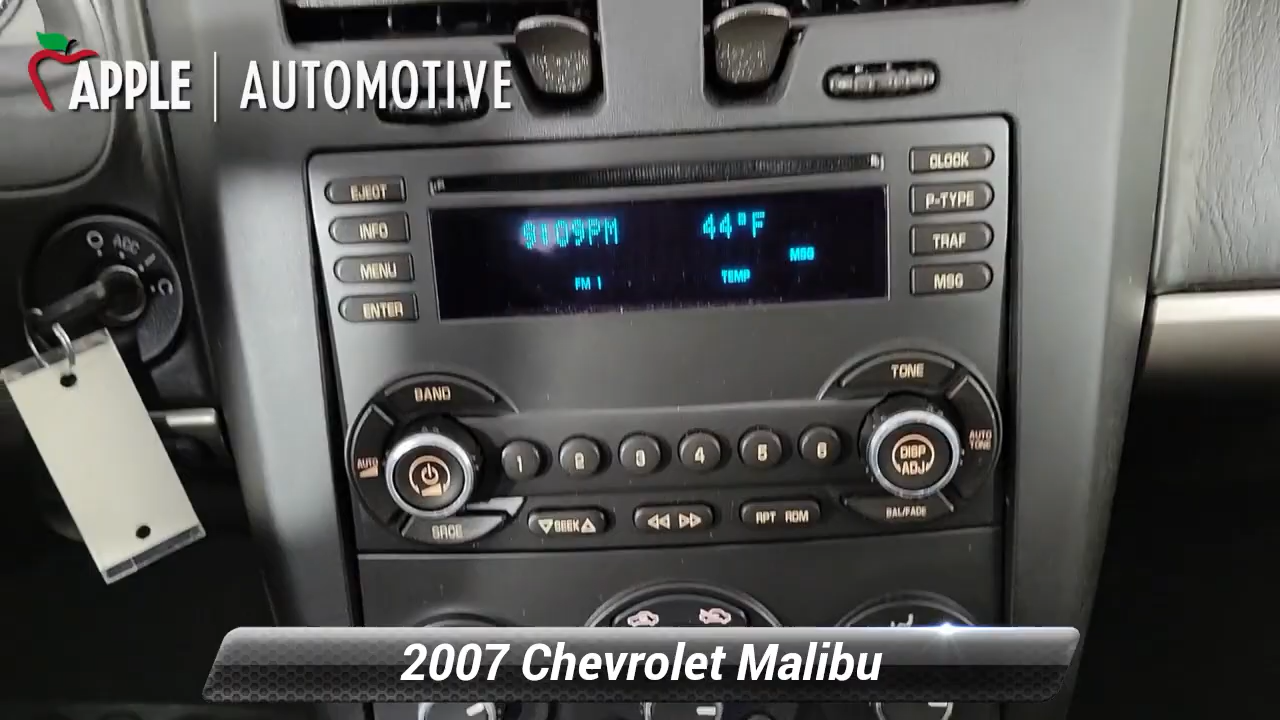 APPLE | AUTOMOTIVE
EJECT
INFO
MENU
ENTER
CLOCK
P-TYPE
TRAF
MSG
9:09PM 44°F
MSG
FM 1 TEMP
O ACC
BAND
TONE
AUTO
1 2 3 4 5 6
DISP
ADJ
AUTO
TONE
SRCE
SEEK
RPT RDM
BAL/FADE
2007 Chevrolet Malibu